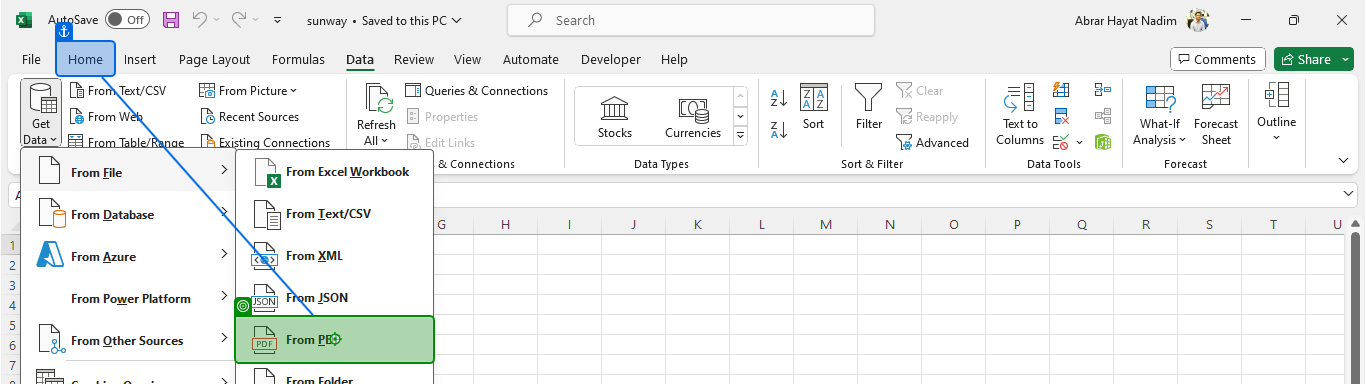 AutoSave Off sunway • Saved to this PC Search Abrar Hayat Nadim
File Home Insert Page Layout Formulas Data Review View Automate Developer Help Comments Share
Get Data
From Text/CSV
From Web
From Table/Range
From Picture
Recent Sources
Existing Connections
Refresh All
Queries & Connections
Properties
Edit Links
& Connections
Stocks
Currencies
Data Types
Sort
Filter
Clear
Reapply
Advanced
Sort & Filter
Text to Columns
Data Tools
What-If Analysis
Forecast Sheet
Forecast
Outline
From File
From Database
From Azure
From Power Platform
From Other Sources
From Excel Workbook
From Text/CSV
From XML
JSON From JSON
PDF From
From Folder
G H I J K L M N O P Q R S T U
1
2
3
4
5
6
7